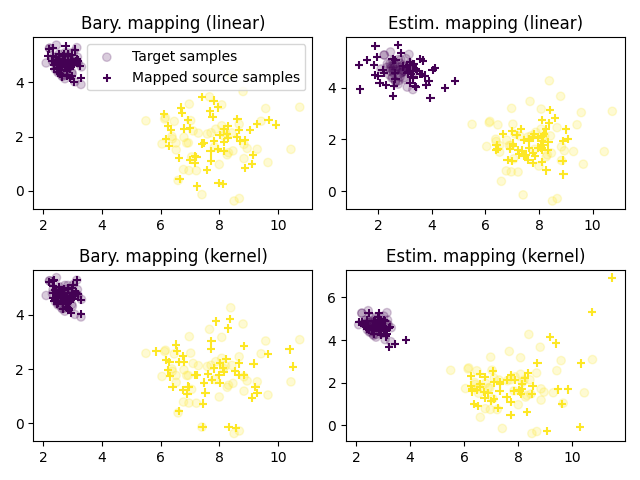 Bary. mapping (linear)
Target samples
Mapped source samples
4
2
0
2 4 6 8 10
Estim. mapping (linear)
4
2
0
2 4 6 8 10
Bary. mapping (kernel)
4
2
0
2 4 6 8 10
Estim. mapping (kernel)
6
4
2
0
2 4 6 8 10